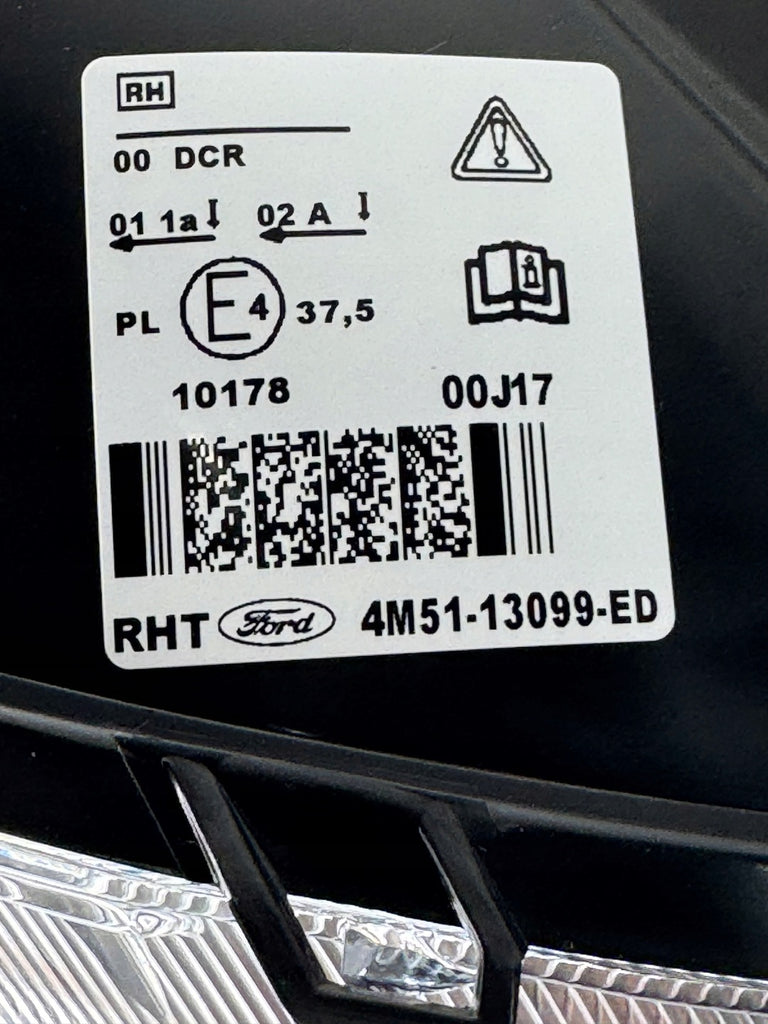 RH
00 DCR
01 1a 02 A
PL E4 37,5
10178 00J17
RHT Ford 4M51-13099-ED